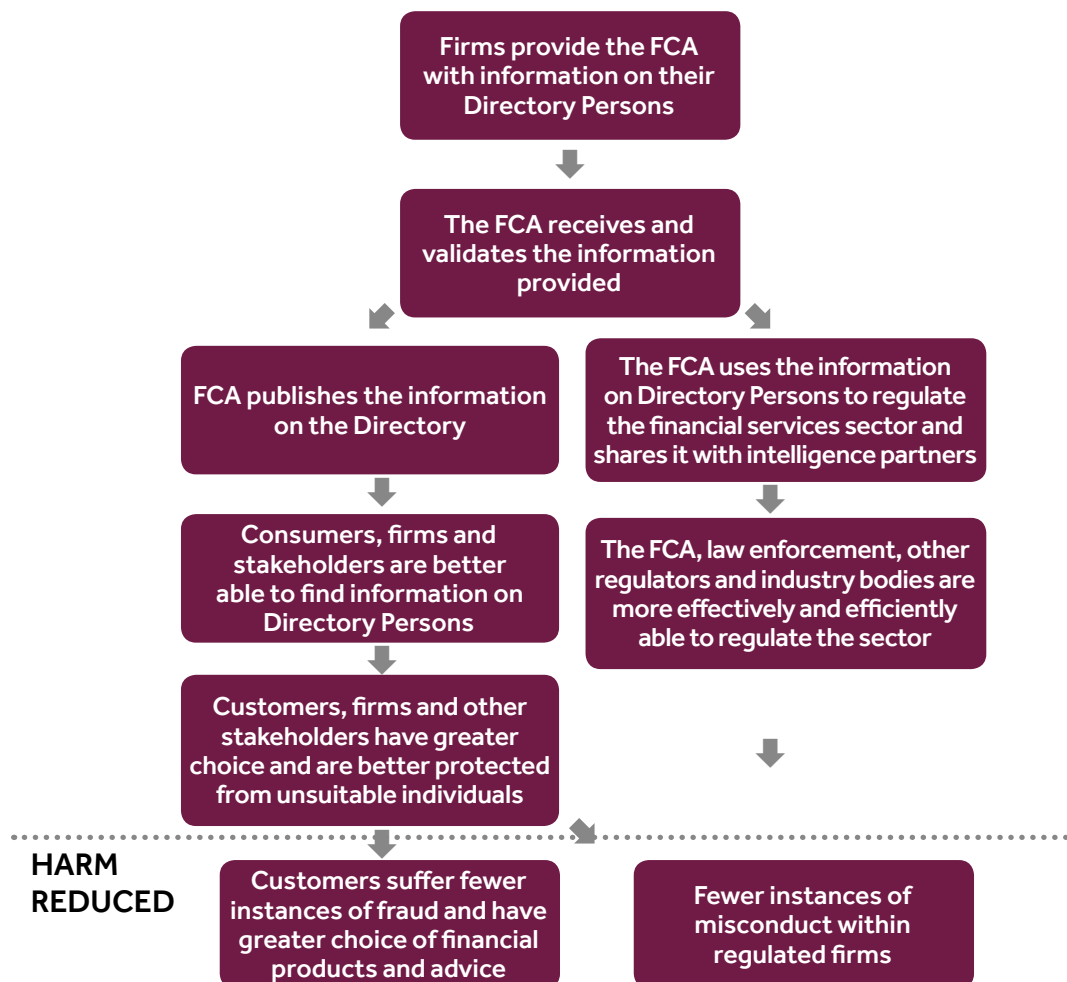 Firms provide the FCA
with information on their
Directory Persons
The FCA receives and
validates the information
provided
FCA publishes the information
on the Directory
The FCA uses the information
on Directory Persons to regulate
the financial services sector and
shares it with intelligence partners
Consumers, firms and
stakeholders are better
able to find information on
Directory Persons
The FCA, law enforcement, other
regulators and industry bodies are
more effectively and efficiently
able to regulate the sector
Customers, firms and other
stakeholders have greater
choice and are better protected
from unsuitable individuals
HARM
REDUCED
Customers suffer fewer
instances of fraud and have
greater choice of financial
products and advice
Fewer instances of
misconduct within
regulated firms